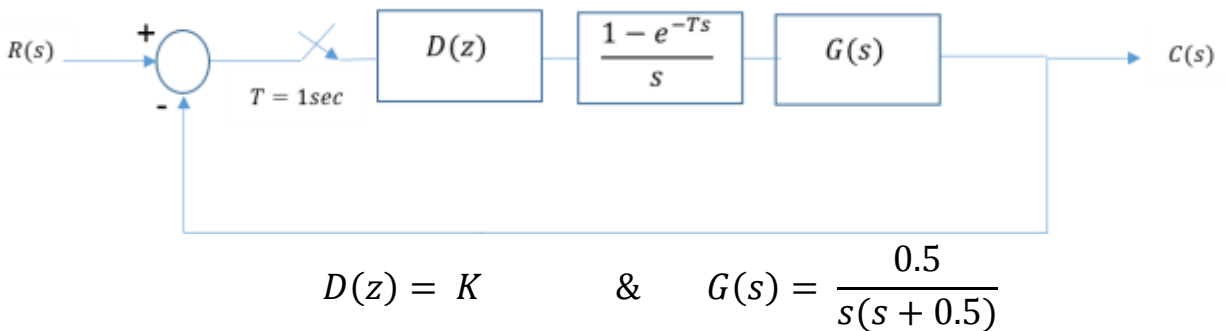 +
R(s)
D(z)
1 − e^{−Ts}
s
G(s)
C(s)
-
T = 1sec
D(z) = K & G(s) = 0.5
s(s + 0.5)